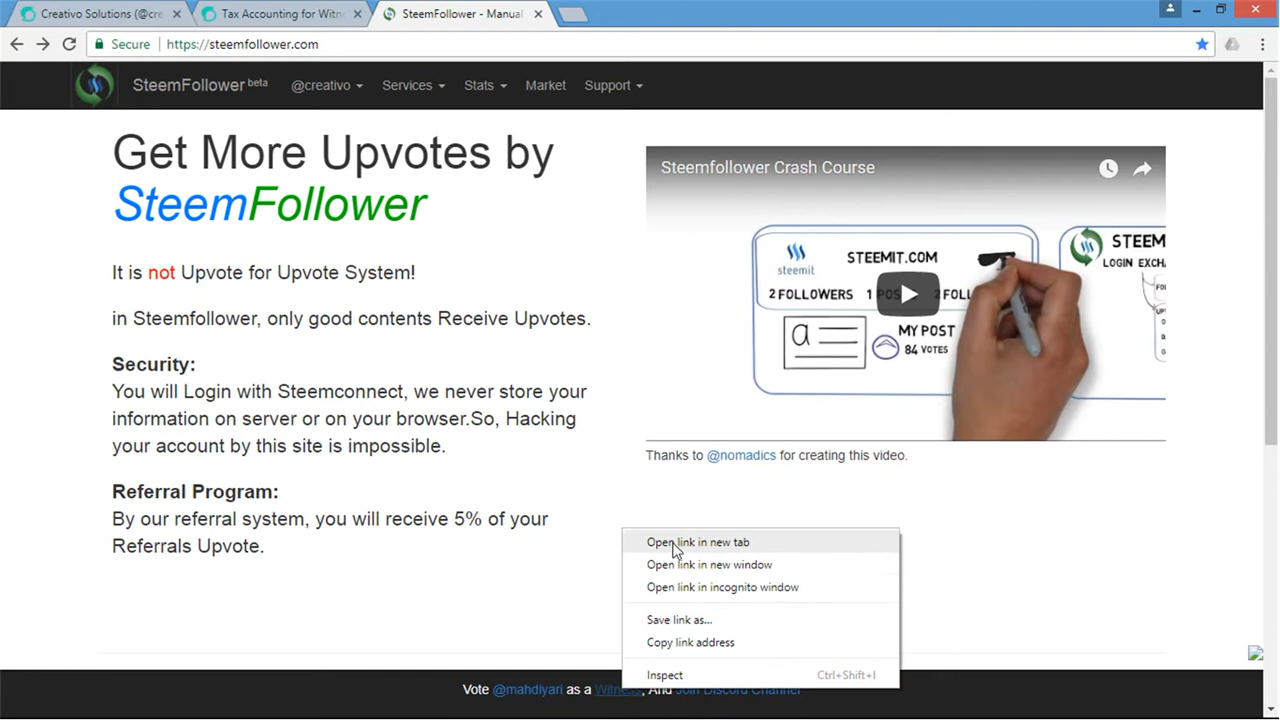 Creativo Solutions (@cre
Tax Accounting for Witn
SteemFollower - Manual
Secure
https://steemfollower.com
SteemFollower beta
@creativo
Services
Stats
Market
Support
Get More Upvotes by
SteemFollower
It is not Upvote for Upvote System!
in Steemfollower, only good contents Receive Upvotes.
Security:
You will Login with Steemconnect, we never store your
information on server or on your browser.So, Hacking
your account by this site is impossible.
Referral Program:
By our referral system, you will receive 5% of your
Referrals Upvote.
Steemfollower Crash Course
STEEMIT.COM
steemit
2 FOLLOWERS
MY POST
84 VOTES
STEEM
LOGIN EXCH
Thanks to @nomadics for creating this video.
Open link in new tab
Open link in new window
Open link in incognito window
Save link as...
Copy link address
Inspect Ctrl+Shift+I
Vote @mahdiyari as a Witness, And Join Discord Channel